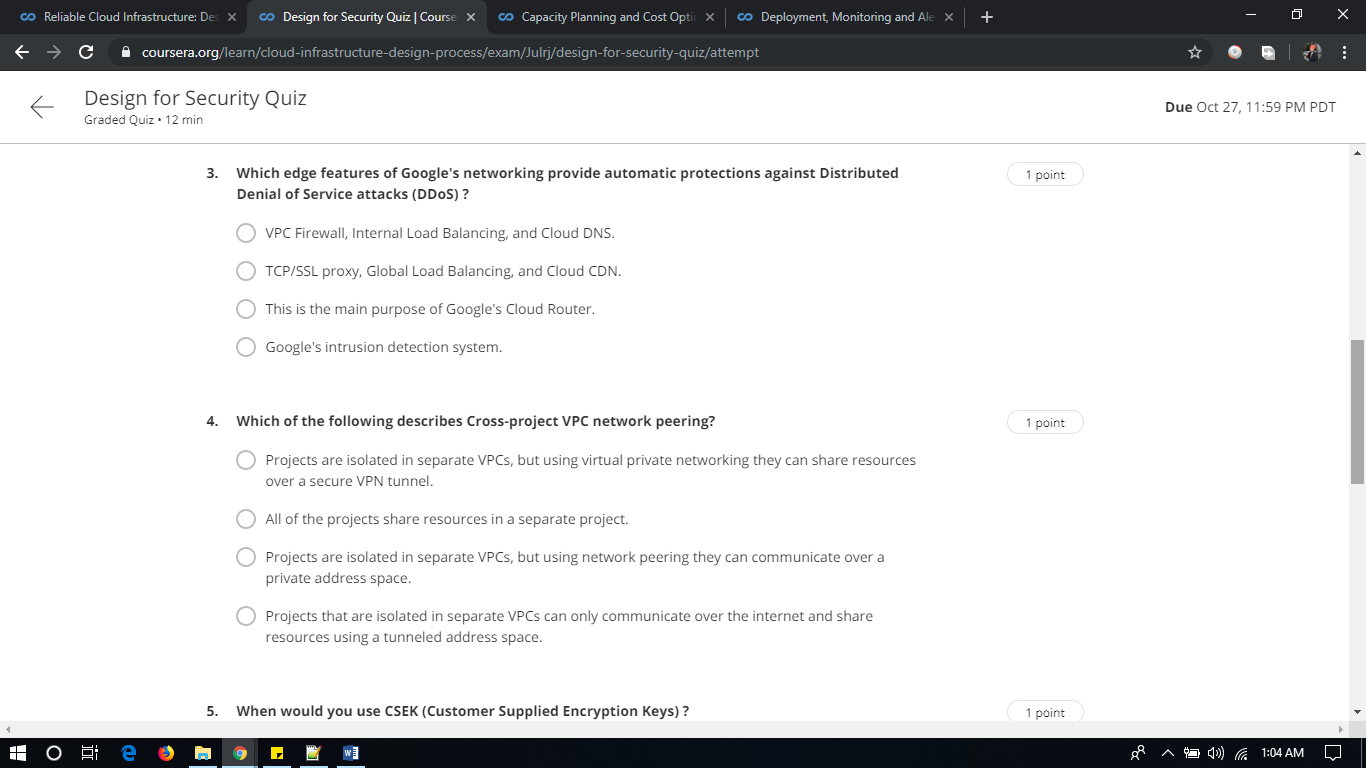 Reliable Cloud Infrastructure: Des
Design for Security Quiz | Course
Capacity Planning and Cost Opti
Deployment, Monitoring and Ale
coursera.org/learn/cloud-infrastructure-design-process/exam/Julrj/design-for-security-quiz/attempt
Design for Security Quiz
Graded Quiz • 12 min
Due Oct 27, 11:59 PM PDT
3. Which edge features of Google's networking provide automatic protections against Distributed
Denial of Service attacks (DDoS) ?
1 point
VPC Firewall, Internal Load Balancing, and Cloud DNS.
TCP/SSL proxy, Global Load Balancing, and Cloud CDN.
This is the main purpose of Google's Cloud Router.
Google's intrusion detection system.
4. Which of the following describes Cross-project VPC network peering?
1 point
Projects are isolated in separate VPCs, but using virtual private networking they can share resources
over a secure VPN tunnel.
All of the projects share resources in a separate project.
Projects are isolated in separate VPCs, but using network peering they can communicate over a
private address space.
Projects that are isolated in separate VPCs can only communicate over the internet and share
resources using a tunneled address space.
5. When would you use CSEK (Customer Supplied Encryption Keys) ?
1 point
1:04 AM